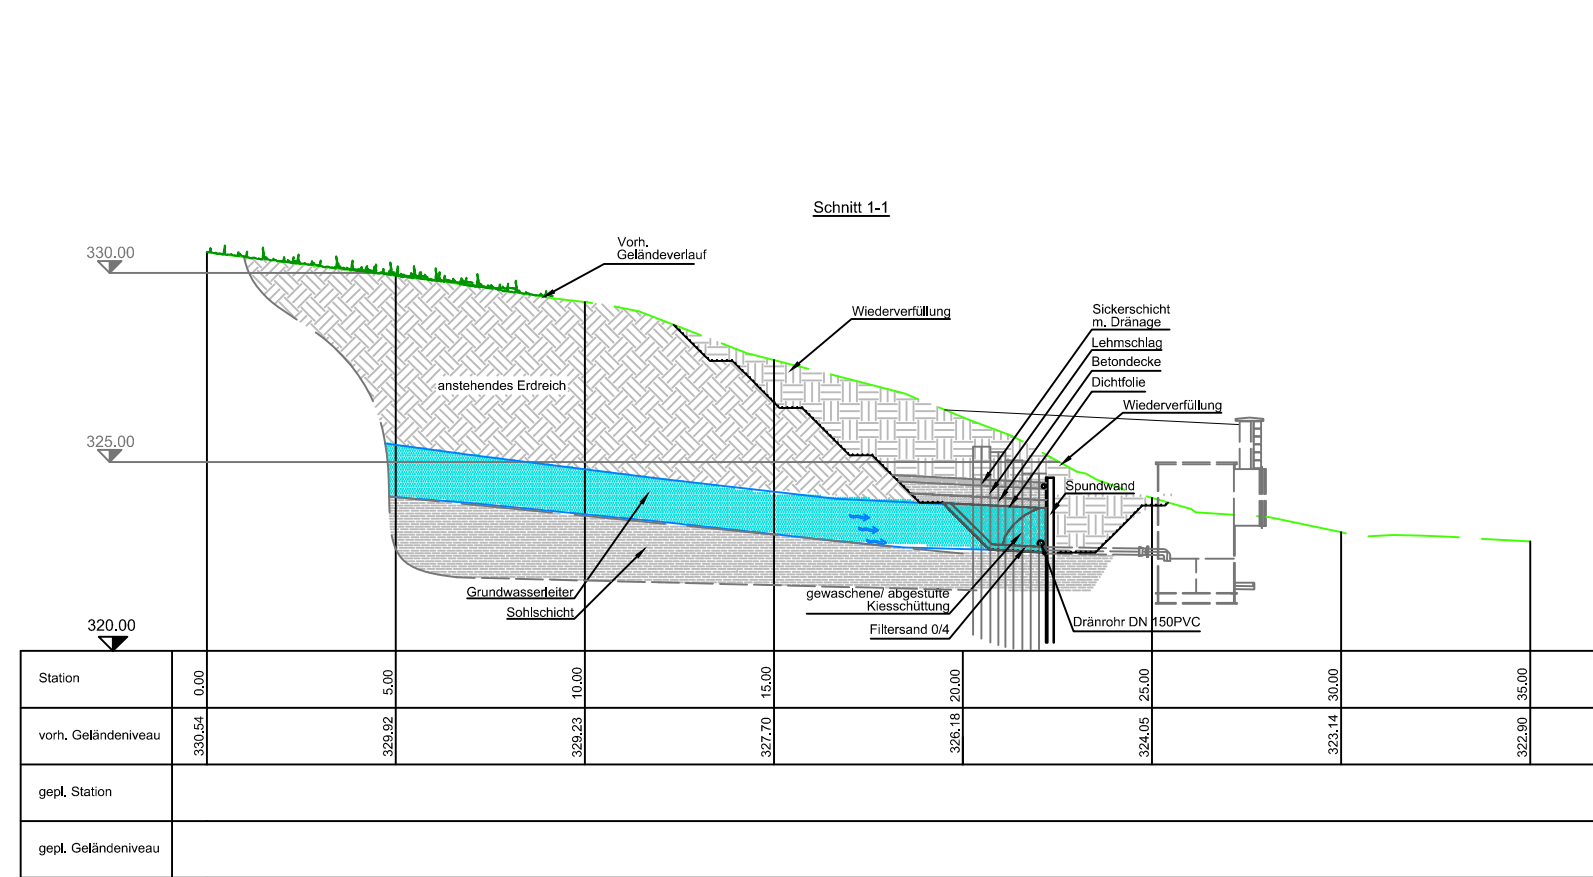 Schnitt 1-1
Vorh.
Geländeverlauf
330.00
Wiederverfüllung
Sickerschicht
m. Dränage
Lehmschlag
Betondecke
Dichtfolie
Wiederverfüllung
anstehendes Erdreich
325.00
Spundwand
Grundwasserleiter
Sohlschicht
gewaschene/ abgestufte
Kiesschüttung
Filtersand 0/4
Dränrohr DN 150PVC
320.00
Station 0.00 5.00 10.00 15.00 20.00 25.00 30.00 35.00
vorh. Geländeniveau 330.54 329.92 329.23 327.70 326.18 324.05 323.14 322.90
gepl. Station
gepl. Geländeniveau